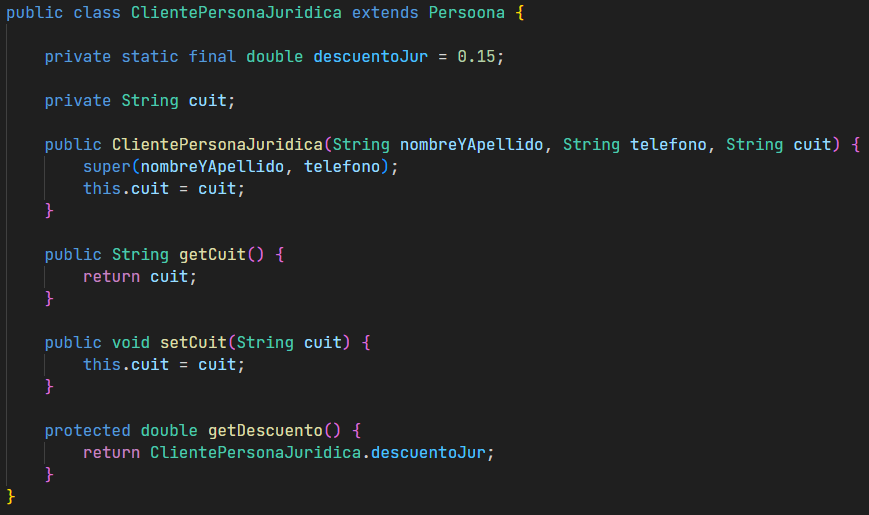 public class ClientePersonaJuridica extends Persoona {
private static final double descuentoJur = 0.15;
private String cuit;
public ClientePersonaJuridica(String nombreYApellido, String telefono, String cuit) {
super(nombreYApellido, telefono);
this.cuit = cuit;
}
public String getCuit() {
return cuit;
}
public void setCuit(String cuit) {
this.cuit = cuit;
}
protected double getDescuento() {
return ClientePersonaJuridica.descuentoJur;
}
}